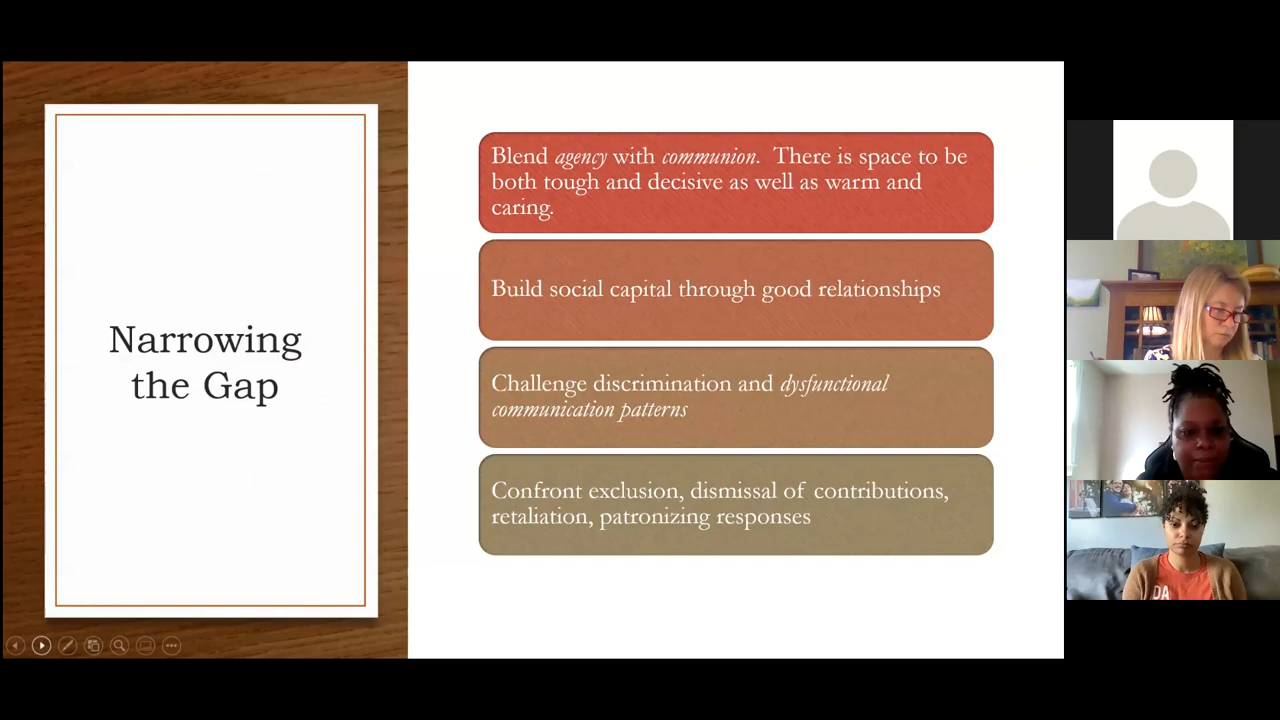 Narrowing
the Gap
Blend agency with communion.  There is space to be
both tough and decisive as well as warm and
caring.
Build social capital through good relationships
Challenge discrimination and dysfunctional
communication patterns
Confront exclusion, dismissal of contributions,
retaliation, patronizing responses
DA